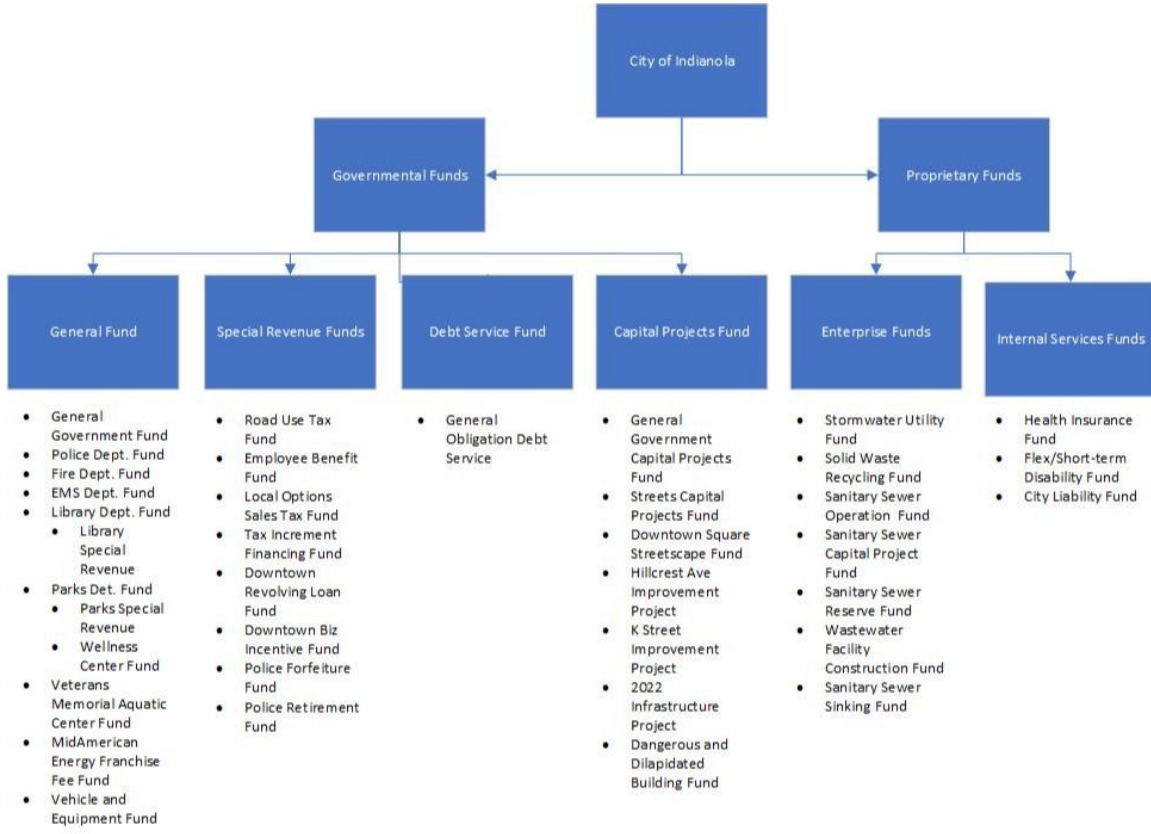 City of Indianola
Governmental Funds
Proprietary Funds
General Fund
Special Revenue Funds
Debt Service Fund
Capital Projects Fund
Enterprise Funds
Internal Services Funds
• General
Government Fund
• Police Dept. Fund
• Fire Dept. Fund
• EMS Dept. Fund
• Library Dept. Fund
• Library
Special
Revenue
• Parks Det. Fund
• Parks Special
Revenue
• Wellness
Center Fund
• Veterans
Memorial Aquatic
Center Fund
• MidAmerican
Energy Franchise
Fee Fund
• Vehicle and
Equipment Fund
• Road Use Tax
Fund
• Employee Benefit
Fund
• Local Options
Sales Tax Fund
• Tax Increment
Financing Fund
• Downtown
Revolving Loan
Fund
• Downtown Biz
Incentive Fund
• Police Forfeiture
Fund
• Police Retirement
Fund
• General
Obligation Debt
Service
• General
Government
Capital Projects
Fund
• Streets Capital
Projects Fund
• Downtown Square
Streetscape Fund
• Hillcrest Ave
Improvement
Project
• K Street
Improvement
Project
• 2022
Infrastructure
Project
• Dangerous and
Dilapidated
Building Fund
• Stormwater Utility
Fund
• Solid Waste
Recycling Fund
• Sanitary Sewer
Operation Fund
• Sanitary Sewer
Capital Project
Fund
• Sanitary Sewer
Reserve Fund
• Wastewater
Facility
Construction Fund
• Sanitary Sewer
Sinking Fund
• Health Insurance
Fund
• Flex/Short-term
Disability Fund
• City Liability Fund